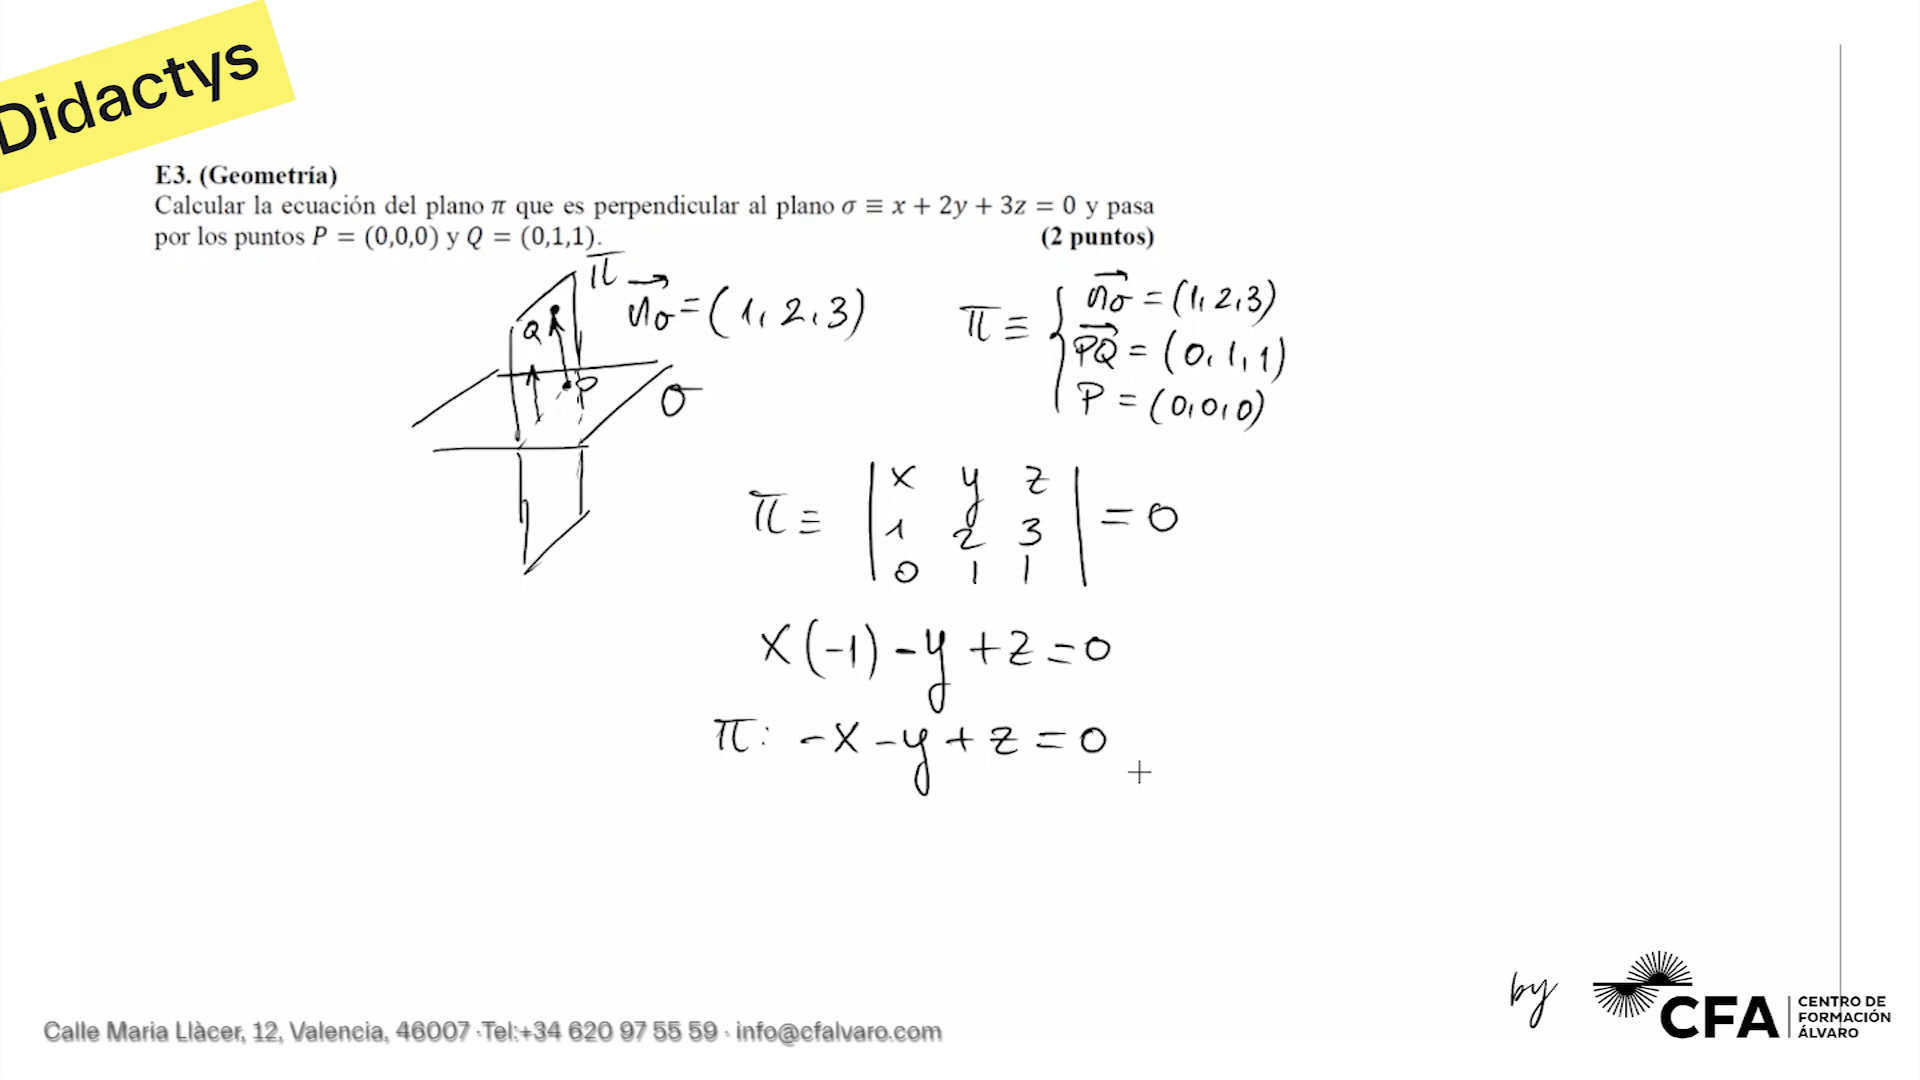 Didactys
E3. (Geometría)
Calcular la ecuación del plano π que es perpendicular al plano σ ≡ x + 2y + 3z = 0 y pasa
por los puntos P = (0,0,0) y Q = (0,1,1). (2 puntos)
π
Q
P
σ
n⃗σ = (1, 2, 3)
π ≡ { n⃗σ = (1, 2, 3)
PQ⃗ = (0, 1, 1)
P = (0, 0, 0)
π ≡ | x y z |
| 1 2 3 | = 0
| 0 1 1 |
x(-1) - y + z = 0
π: -x - y + z = 0
by
CFA
CENTRO DE
FORMACIÓN
ÁLVARO
Calle Maria Llàcer, 12, Valencia, 46007 ·Tel:+34 620 97 55 59 · info@cfalvaro.com